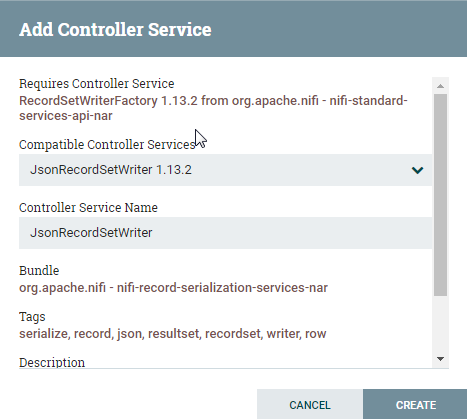 Add Controller Service
Requires Controller Service
RecordSetWriterFactory 1.13.2 from org.apache.nifi - nifi-standard-
services-api-nar
Compatible Controller Services
JsonRecordSetWriter 1.13.2
Controller Service Name
JsonRecordSetWriter
Bundle
org.apache.nifi - nifi-record-serialization-services-nar
Tags
serialize, record, json, resultset, recordset, writer, row
Description
CANCEL
CREATE